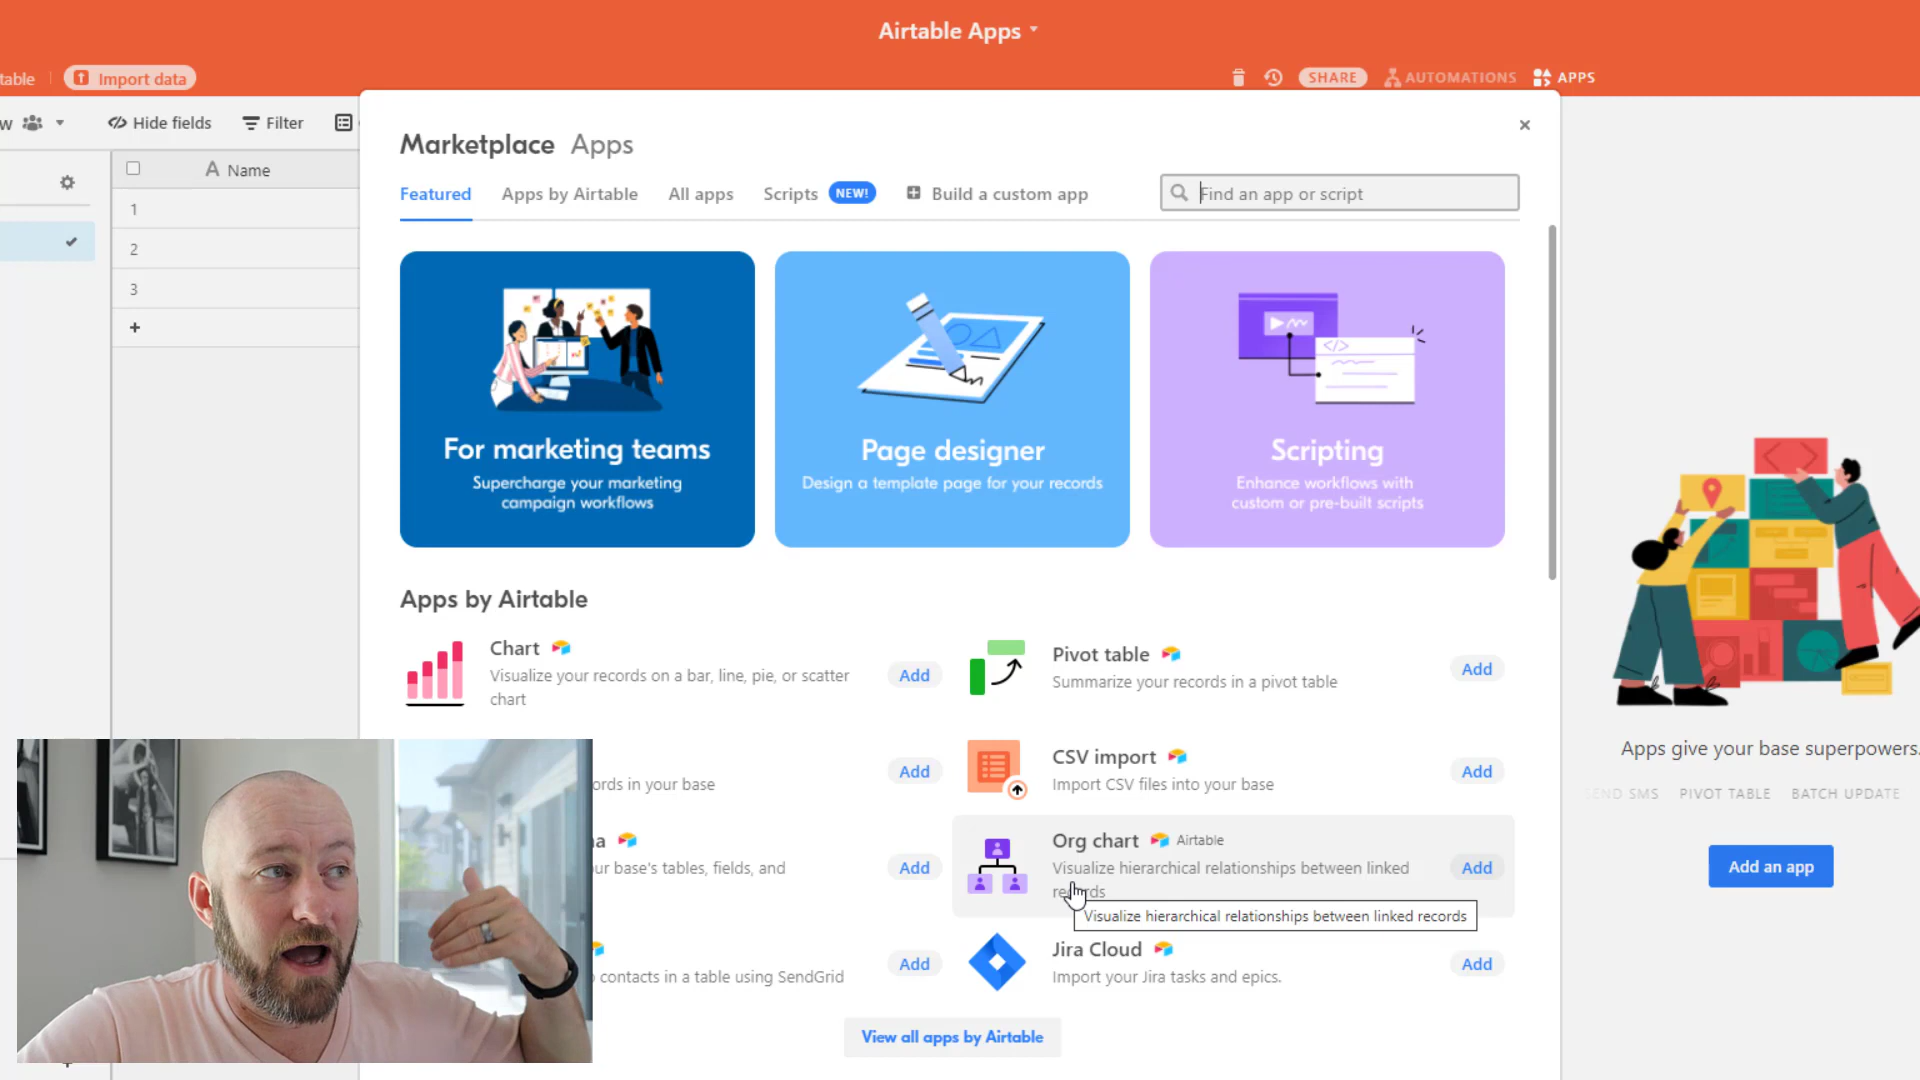 Airtable Apps
table
Import data
SHARE
AUTOMATIONS
APPS
w
Hide fields
Filter
A Name
1
2
3
+
Marketplace Apps
Featured
Apps by Airtable
All apps
Scripts NEW!
Build a custom app
Find an app or script
For marketing teams
Supercharge your marketing
campaign workflows
Page designer
Design a template page for your records
Scripting
Enhance workflows with
custom or pre-built scripts
Apps by Airtable
Chart
Visualize your records on a bar, line, pie, or scatter
chart
Add
Pivot table
Summarize your records in a pivot table
Add
ords in your base
Add
CSV import
Import CSV files into your base
Add
a
ur base's tables, fields, and
Add
Org chart Airtable
Visualize hierarchical relationships between linked
records
Add
Visualize hierarchical relationships between linked records
contacts in a table using SendGrid
Add
Jira Cloud
Import your Jira tasks and epics.
Add
View all apps by Airtable
Apps give your base superpowers.
END SMS PIVOT TABLE BATCH UPDATE
Add an app